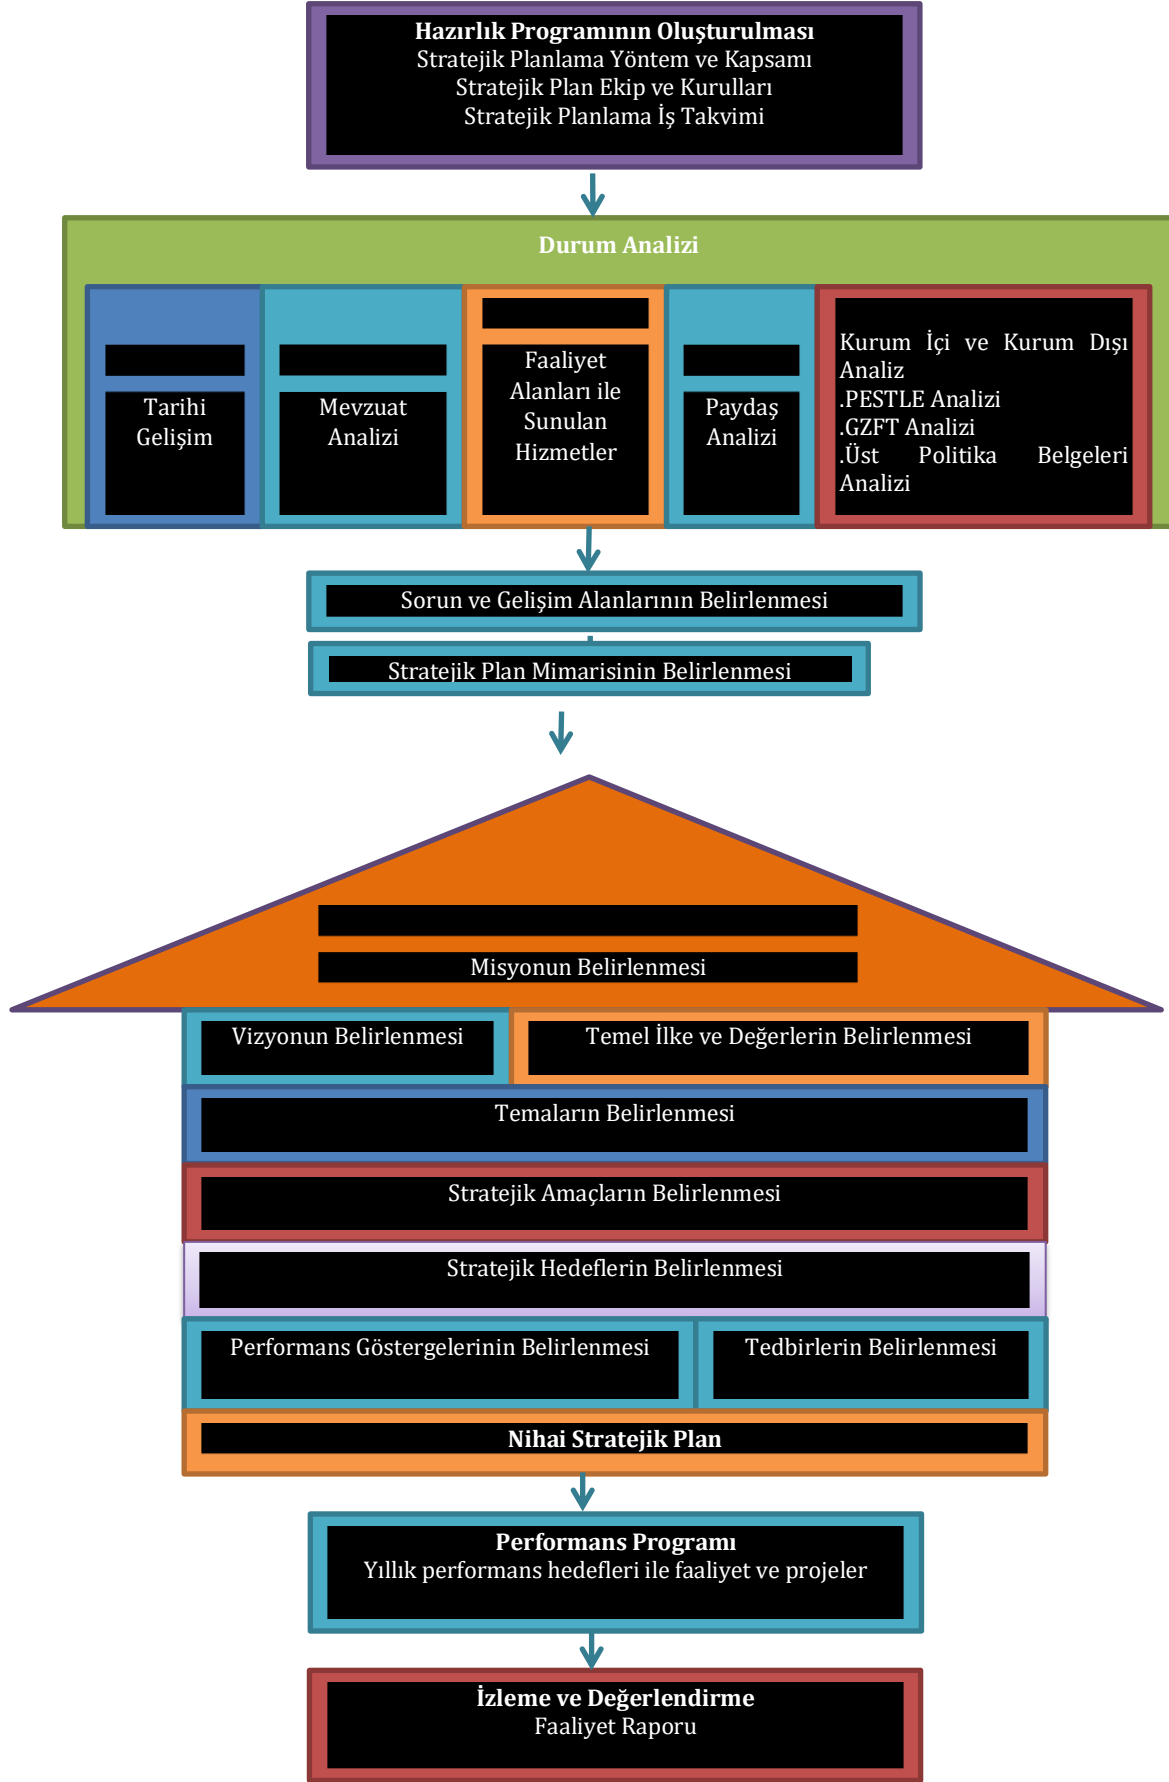 Hazırlık Programının Oluşturulması
Stratejik Planlama Yöntem ve Kapsamı
Stratejik Plan Ekip ve Kurulları
Stratejik Planlama İş Takvimi
Durum Analizi
Tarihi
Gelişim
Mevzuat
Analizi
Faaliyet
Alanları ile
Sunulan
Hizmetler
Paydaş
Analizi
Kurum İçi ve Kurum Dışı
Analiz
.PESTLE Analizi
.GZFT Analizi
.Üst Politika Belgeleri
Analizi
Sorun ve Gelişim Alanlarının Belirlenmesi
Stratejik Plan Mimarisinin Belirlenmesi
Misyonun Belirlenmesi
Vizyonun Belirlenmesi
Temel İlke ve Değerlerin Belirlenmesi
Temaların Belirlenmesi
Stratejik Amaçların Belirlenmesi
Stratejik Hedeflerin Belirlenmesi
Performans Göstergelerinin Belirlenmesi
Tedbirlerin Belirlenmesi
Nihai Stratejik Plan
Performans Programı
Yıllık performans hedefleri ile faaliyet ve projeler
İzleme ve Değerlendirme
Faaliyet Raporu